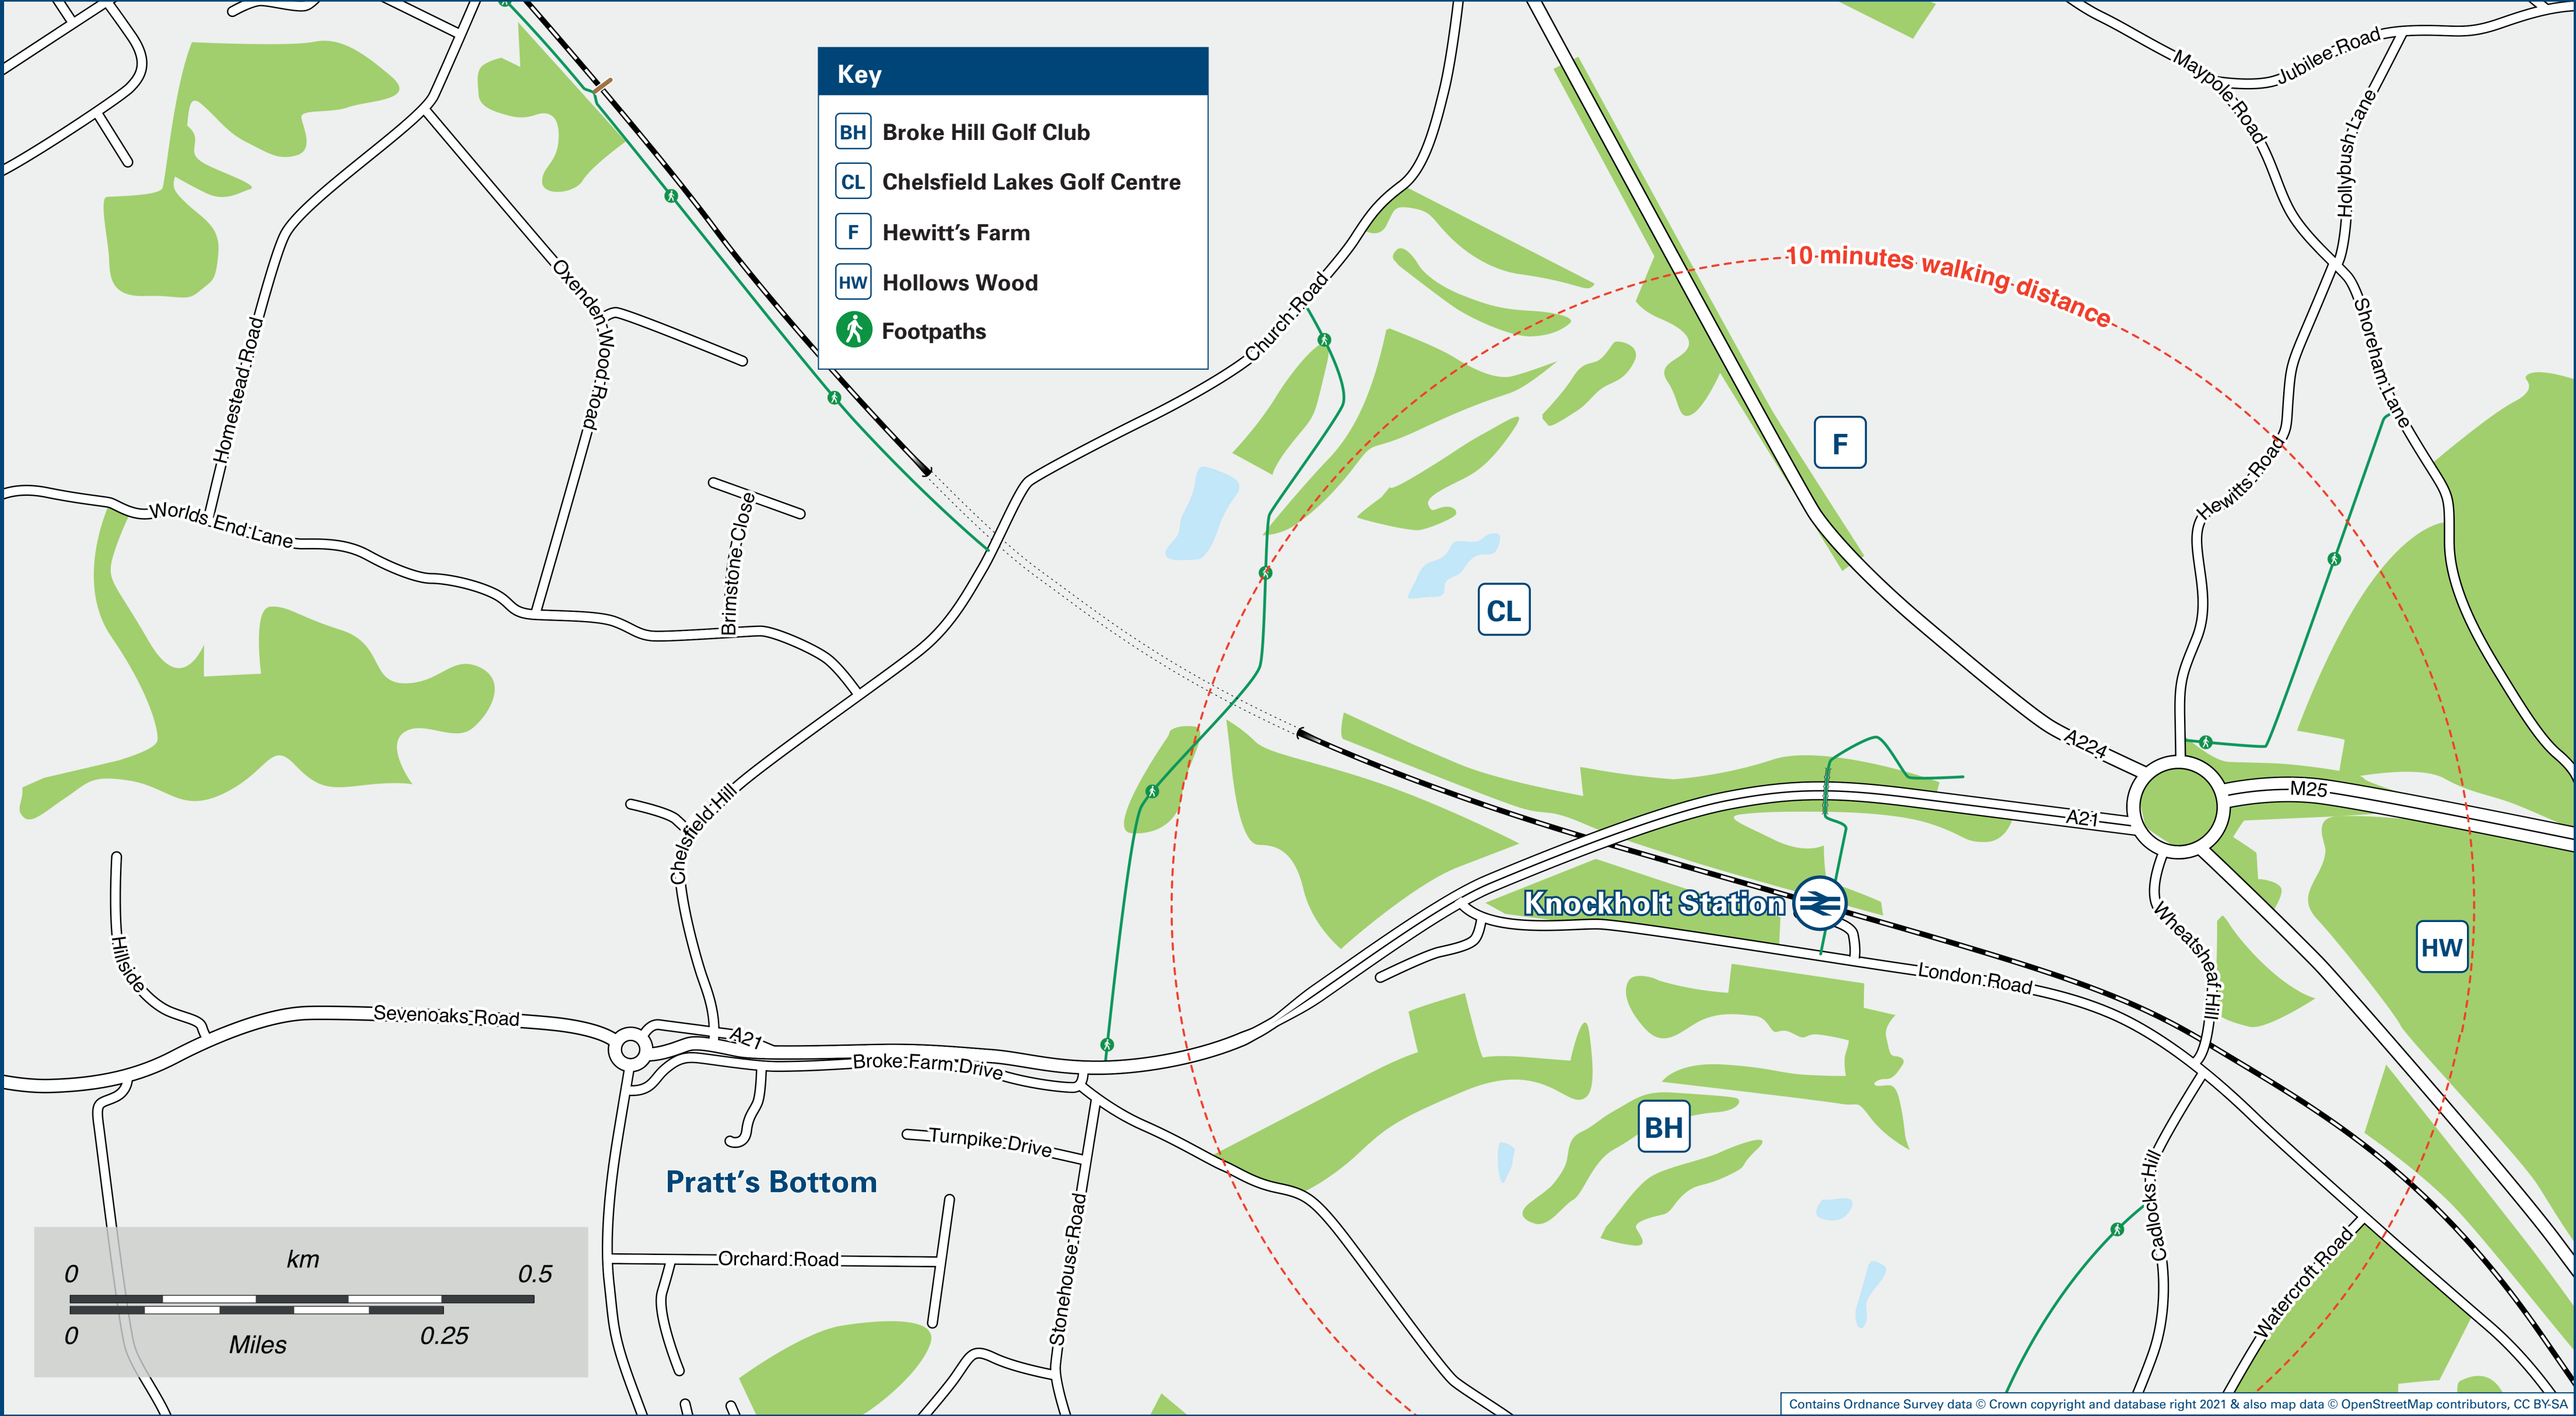 Key
BH Broke Hill Golf Club
CL Chelsfield Lakes Golf Centre
F Hewitt's Farm
HW Hollows Wood
Footpaths
Maypole Road
Jubilee Road
Hollybush Lane
10 minutes walking distance
Oxenden Wood Road
Homestead Road
Church Road
Shoreham Lane
F
Hewitts Road
Worlds End Lane
Brimstone Close
CL
A224
M25
A21
Chelsfield Hill
Knockholt Station
HW
Wheatsheaf Hill
London Road
Hillside
Sevenoaks Road
A21
Broke Farm Drive
BH
Turnpike Drive
Pratt's Bottom
Cadlocks Hill
Stonehouse Road
Orchard Road
Watercroft Road
km
0 0.5
0 0.25
Miles
Contains Ordnance Survey data © Crown copyright and database right 2021 & also map data © OpenStreetMap contributors, CC BY-SA